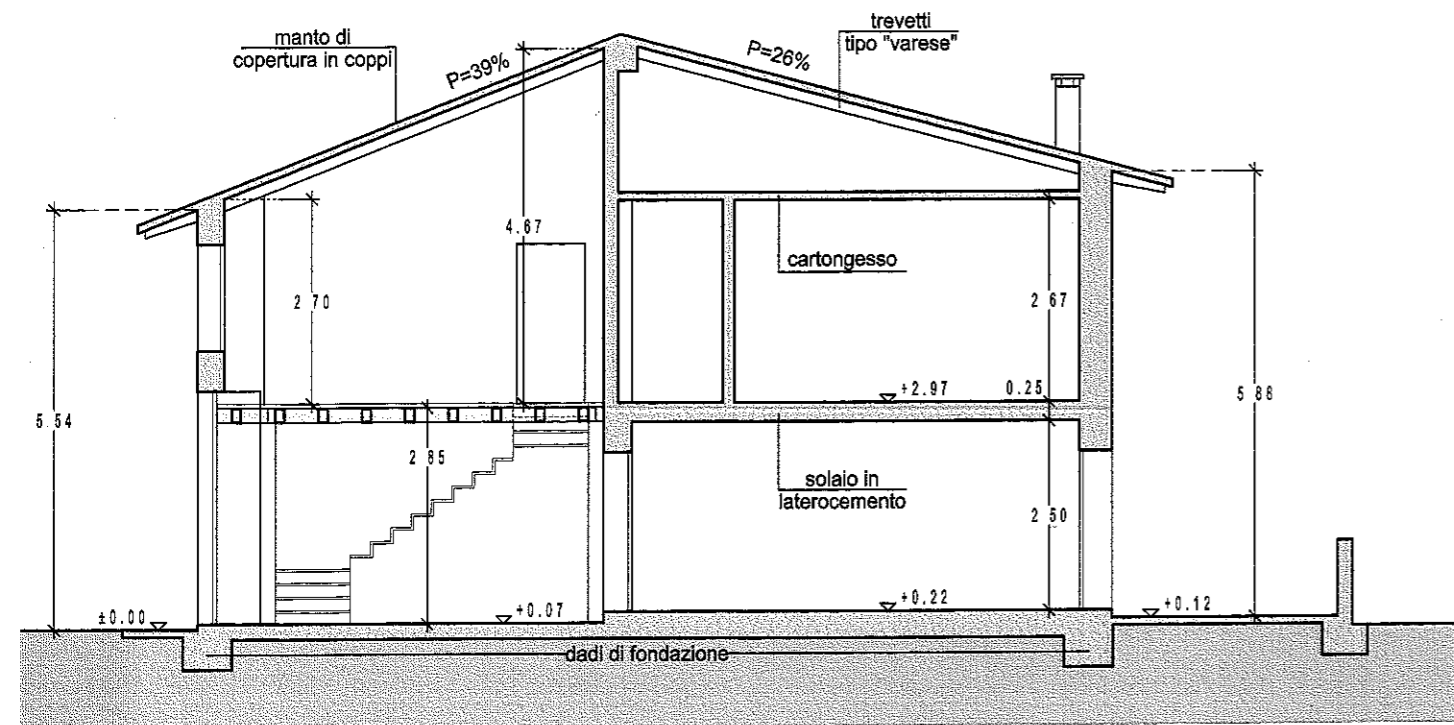 manto di
copertura in coppi
P=39%
P=26%
trevetti
tipo "varese"
4.67
2.70
cartongesso
2.67
+2.97
0.25
5.54
5.88
2.85
solaio in
laterocemento
2.50
±0.00
+0.07
+0.22
+0.12
dadi di fondazione